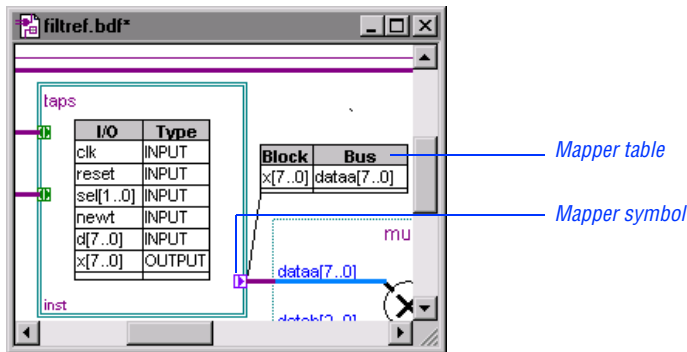 filtref.bdf*
taps
I/O Type
clk INPUT
reset INPUT
sel[1..0] INPUT
newt INPUT
d[7..0] INPUT
x[7..0] OUTPUT
inst
Block Bus
x[7..0] dataa[7..0]
mu
dataa[7..0]
Mapper table
Mapper symbol